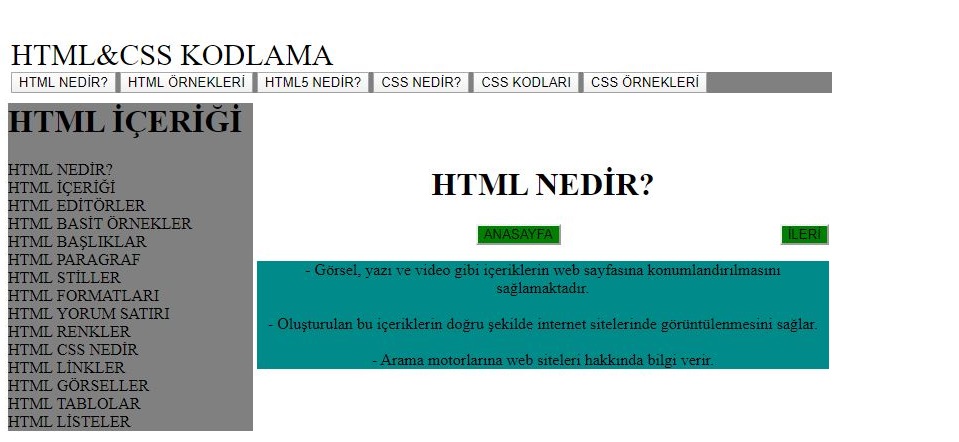 HTML&CSS KODLAMA
HTML NEDİR? HTML ÖRNEKLERİ HTML5 NEDİR? CSS NEDİR? CSS KODLARI CSS ÖRNEKLERİ
HTML İÇERİĞİ
HTML NEDİR?
HTML İÇERİĞİ
HTML EDİTÖRLER
HTML BASİT ÖRNEKLER
HTML BAŞLIKLAR
HTML PARAGRAF
HTML STİLLER
HTML FORMATLARI
HTML YORUM SATIRI
HTML RENKLER
HTML CSS NEDİR
HTML LİNKLER
HTML GÖRSELLER
HTML TABLOLAR
HTML LİSTELER
HTML NEDİR?
ANASAYFA İLERİ
- Görsel, yazı ve video gibi içeriklerin web sayfasına konumlandırılmasını
sağlamaktadır.
- Oluşturulan bu içeriklerin doğru şekilde internet sitelerinde görüntülenmesini sağlar.
- Arama motorlarına web siteleri hakkında bilgi verir.